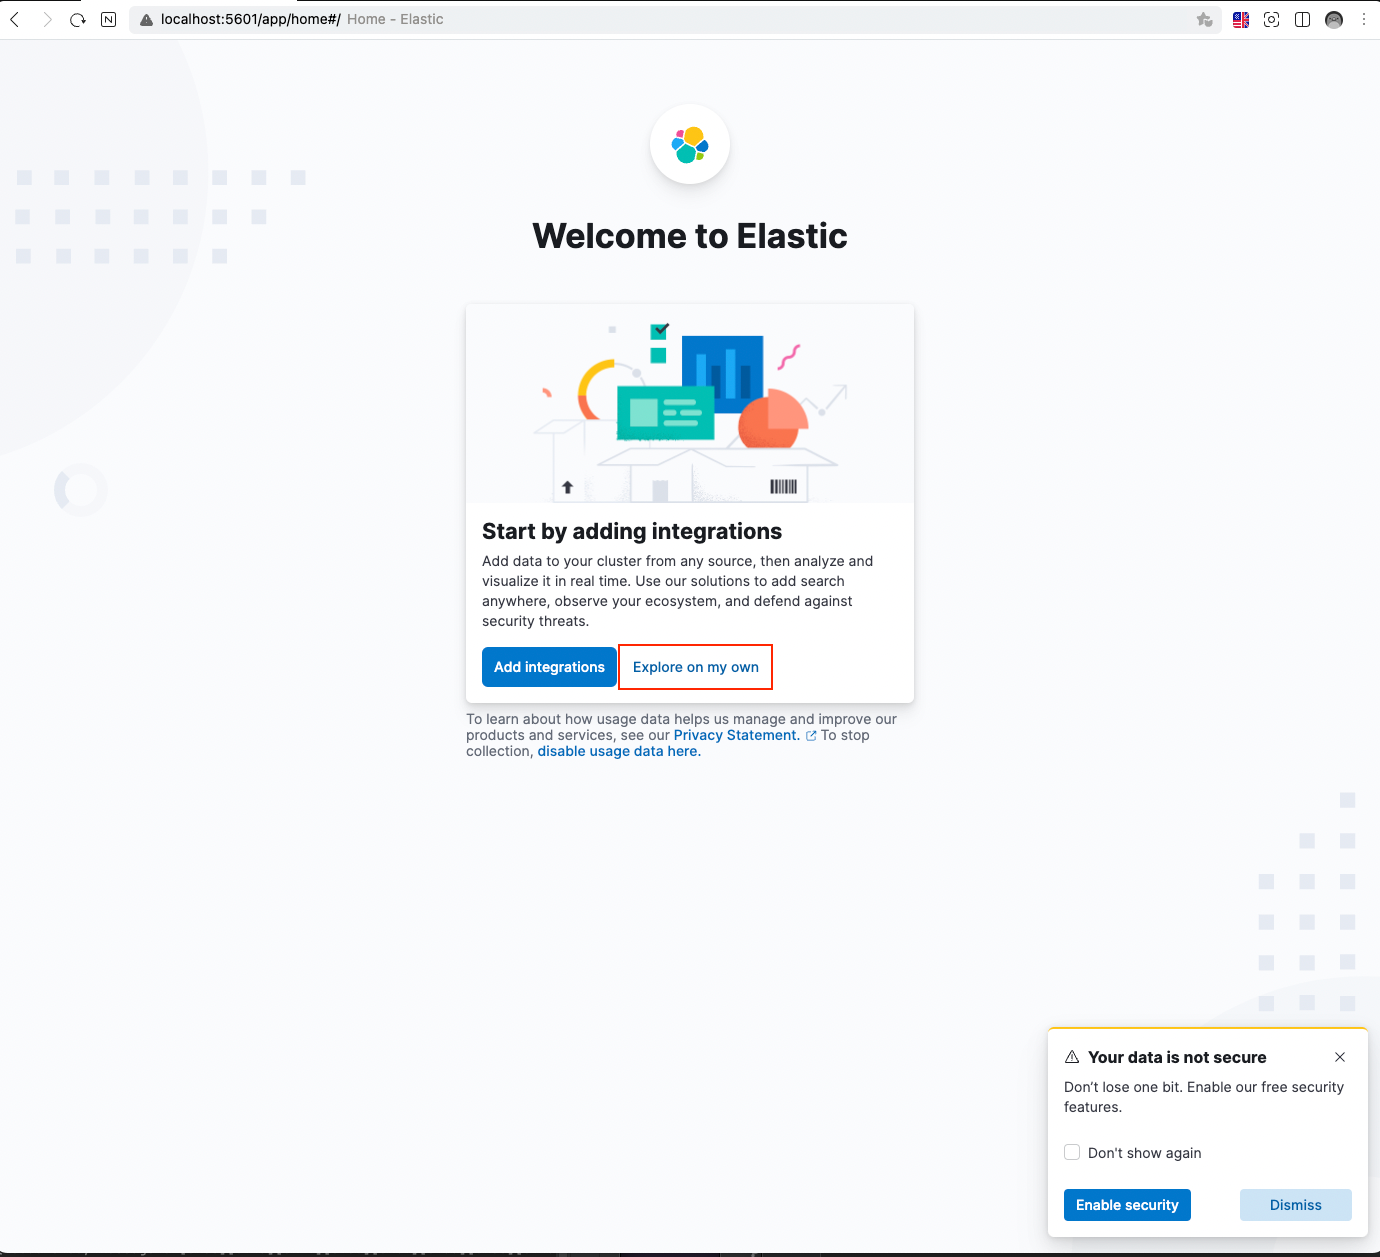 localhost:5601/app/home#/ Home - Elastic
Welcome to Elastic
Start by adding integrations
Add data to your cluster from any source, then analyze and
visualize it in real time. Use our solutions to add search
anywhere, observe your ecosystem, and defend against
security threats.
Add integrations Explore on my own
To learn about how usage data helps us manage and improve our
products and services, see our Privacy Statement. To stop
collection, disable usage data here.
Your data is not secure
Don’t lose one bit. Enable our free security
features.
Don't show again
Enable security Dismiss